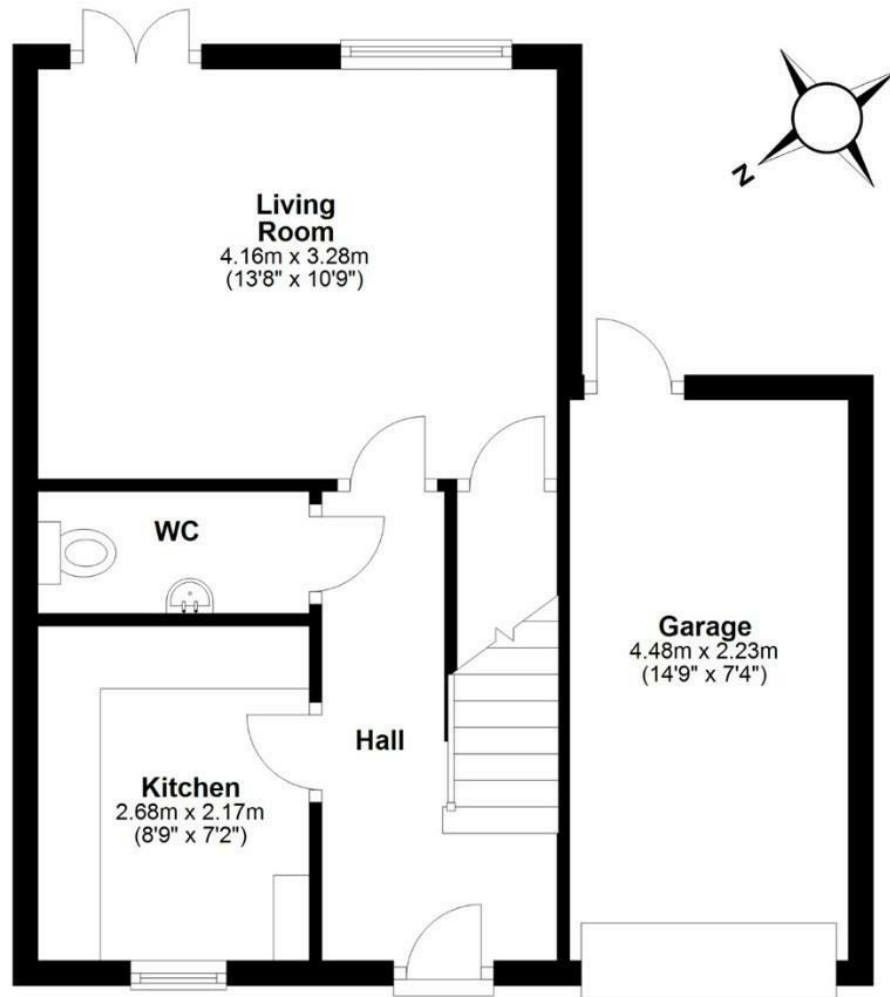 N
Living
Room
4.16m x 3.28m
(13'8" x 10'9")
WC
Garage
4.48m x 2.23m
(14'9" x 7'4")
Hall
Kitchen
2.68m x 2.17m
(8'9" x 7'2")